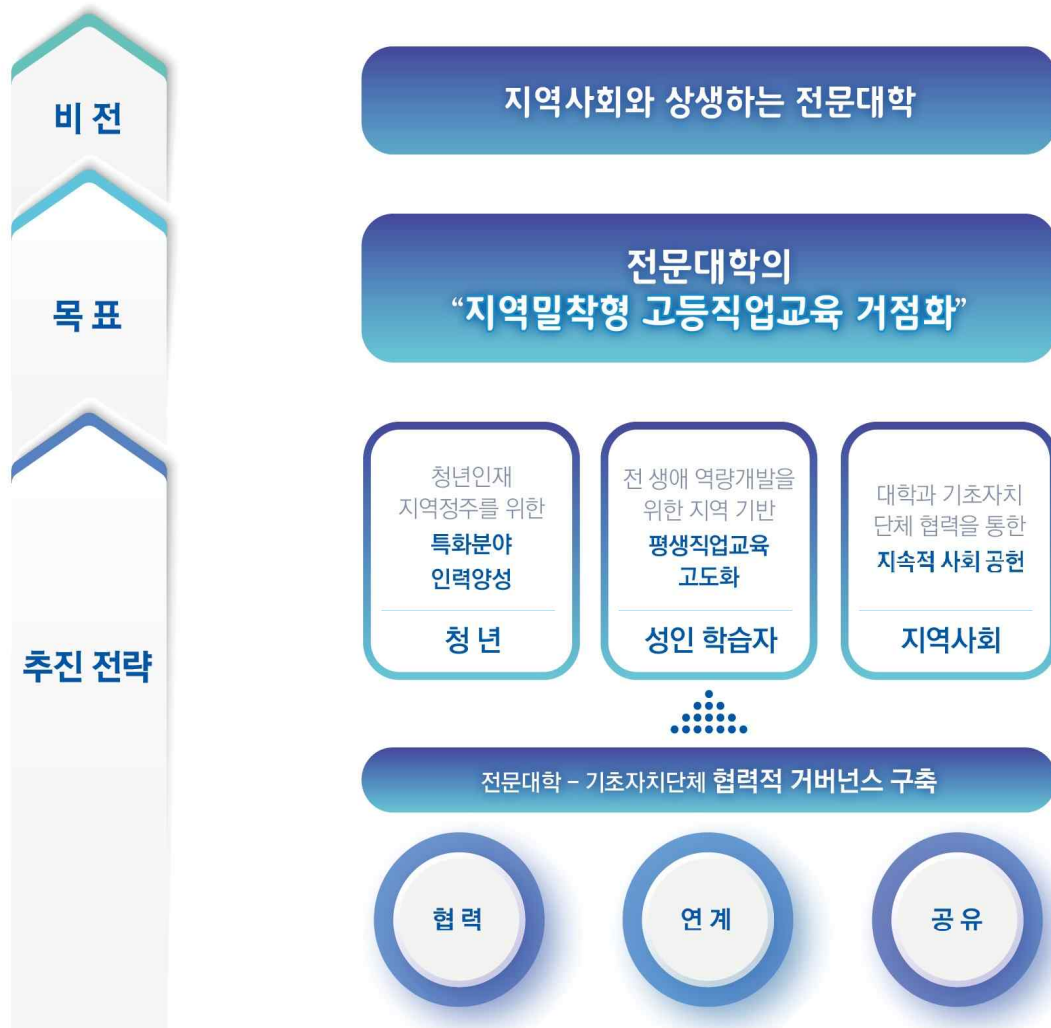 비 전
지역사회와 상생하는 전문대학
목 표
전문대학의
“지역밀착형 고등직업교육 거점화”
추진 전략
청년인재
지역정주를 위한
특화분야
인력양성
청 년
전 생애 역량개발을
위한 지역 기반
평생직업교육
고도화
성인 학습자
대학과 기초자치
단체 협력을 통한
지속적 사회 공헌
지역사회
전문대학 – 기초자치단체 협력적 거버넌스 구축
협 력
연 계
공 유